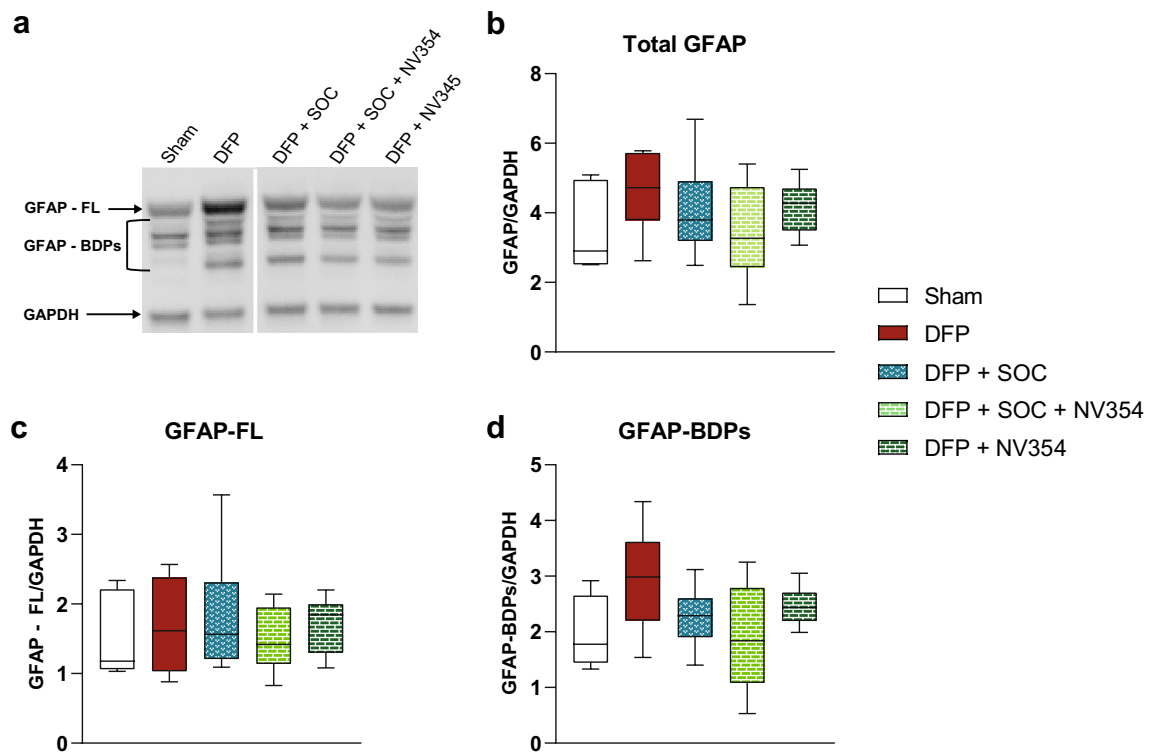 a
Sham
DFP
DFP + SOC
DFP + SOC + NV354
DFP + NV345
GFAP - FL
GFAP - BDPs
GAPDH
b
Total GFAP
GFAP/GAPDH
8
6
4
2
0
Sham
DFP
DFP + SOC
DFP + SOC + NV354
DFP + NV354
c
GFAP-FL
GFAP - FL/GAPDH
4
3
2
1
0
d
GFAP-BDPs
GFAP-BDPs/GAPDH
5
4
3
2
1
0